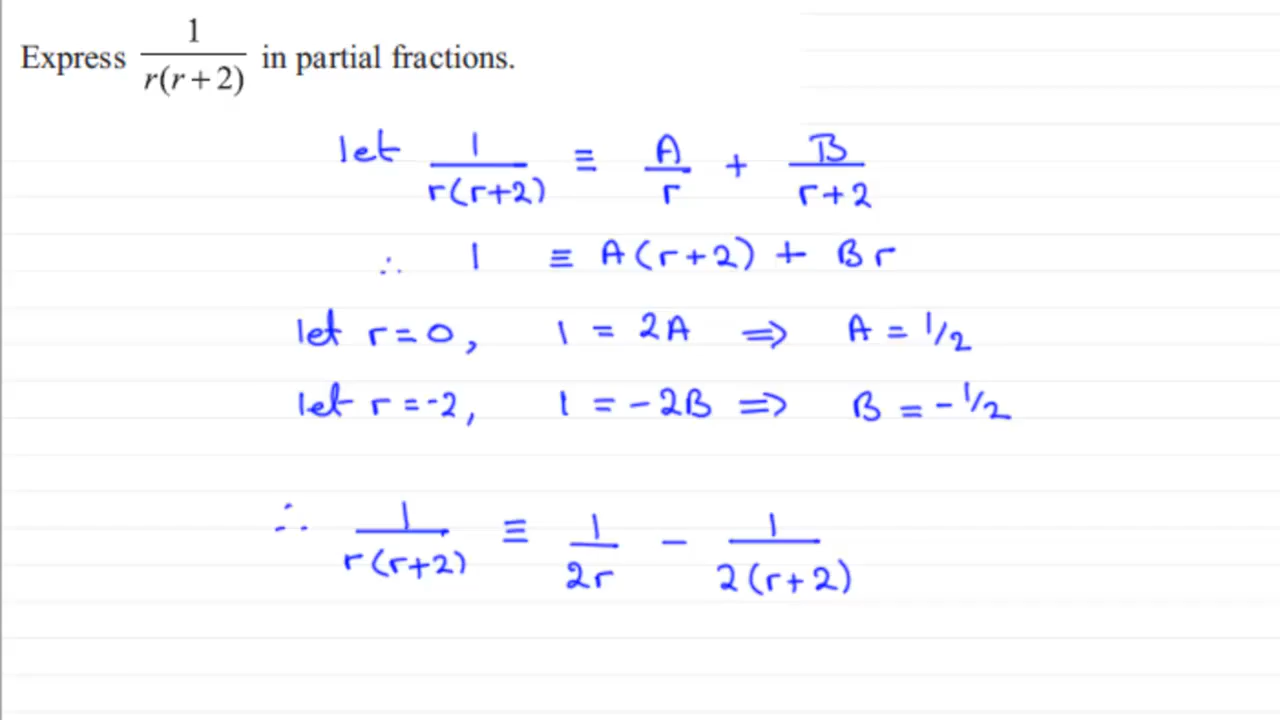 Express 1/(r(r+2)) in partial fractions.
let 1/(r(r+2)) ≡ A/r + B/(r+2)
∴ 1 ≡ A(r+2) + Br
let r=0, 1 = 2A ⇒ A = 1/2
let r=-2, 1 = -2B ⇒ B = -1/2
∴ 1/(r(r+2)) ≡ 1/(2r) - 1/(2(r+2))